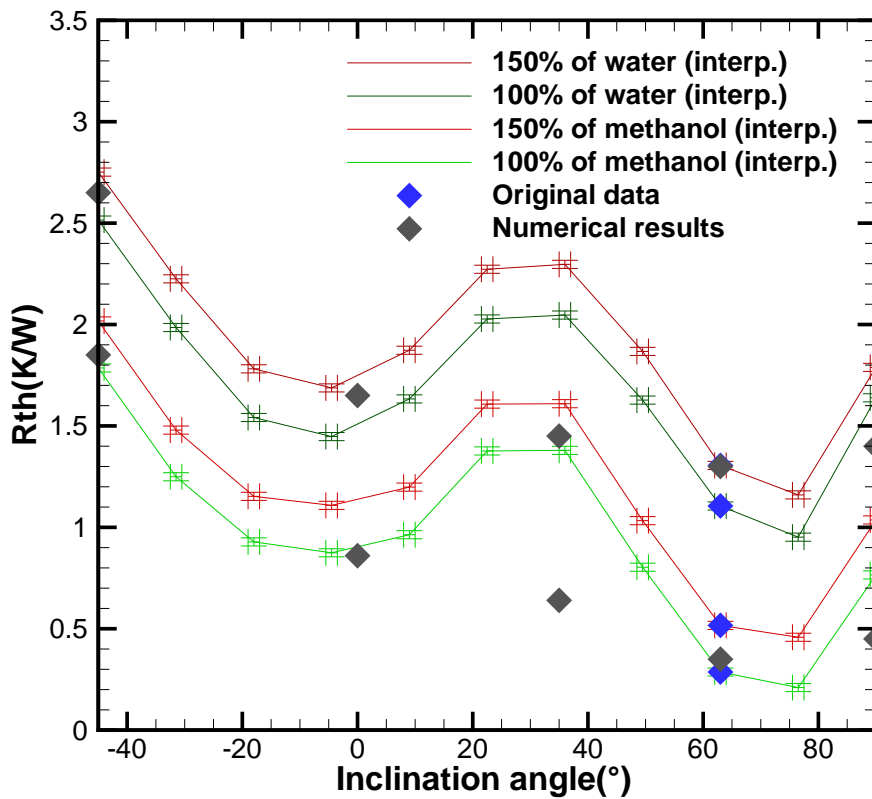 3.5
3
2.5
2
1.5
1
0.5
0
Rth(K/W)
150% of water (interp.)
100% of water (interp.)
150% of methanol (interp.)
100% of methanol (interp.)
Original data
Numerical results
-40 -20 0 20 40 60 80
Inclination angle(°)